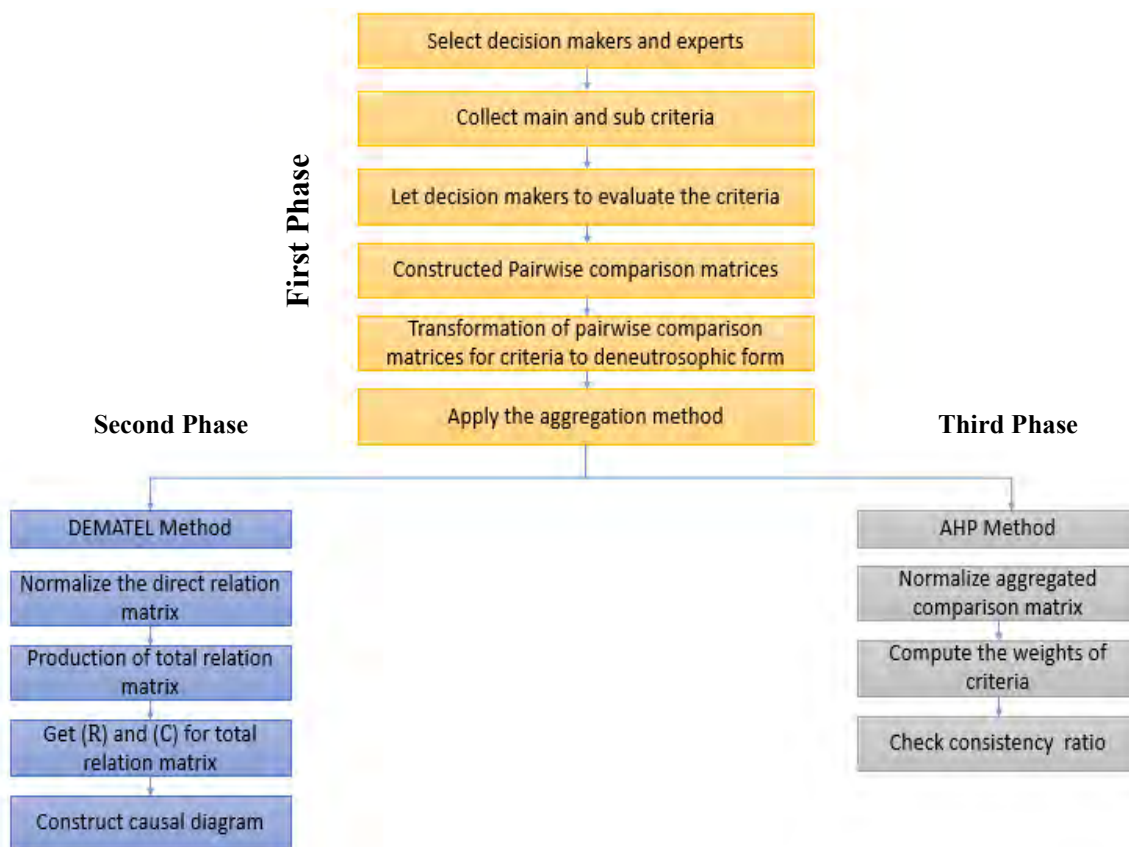 Select decision makers and experts
Collect main and sub criteria
First Phase
Let decision makers to evaluate the criteria
Constructed Pairwise comparison matrices
Transformation of pairwise comparison
matrices for criteria to deneutrosophic form
Apply the aggregation method
Second Phase
DEMATEL Method
Normalize the direct relation
matrix
Production of total relation
matrix
Get (R) and (C) for total
relation matrix
Construct causal diagram
Third Phase
AHP Method
Normalize aggregated
comparison matrix
Compute the weights of
criteria
Check consistency ratio